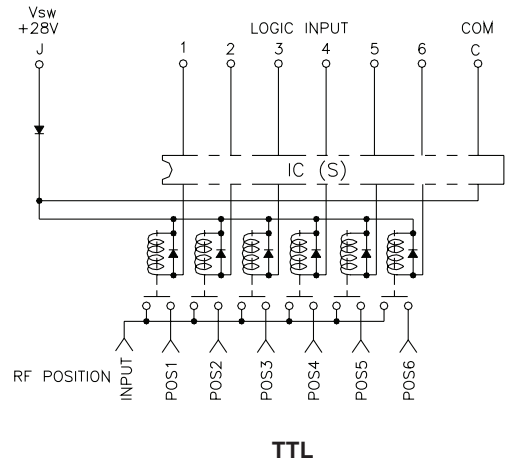 Vsw
+28V
J
LOGIC INPUT
COM
1 2 3 4 5 6 C
IC (S)
RF POSITION
INPUT
POS1
POS2
POS3
POS4
POS5
POS6
TTL